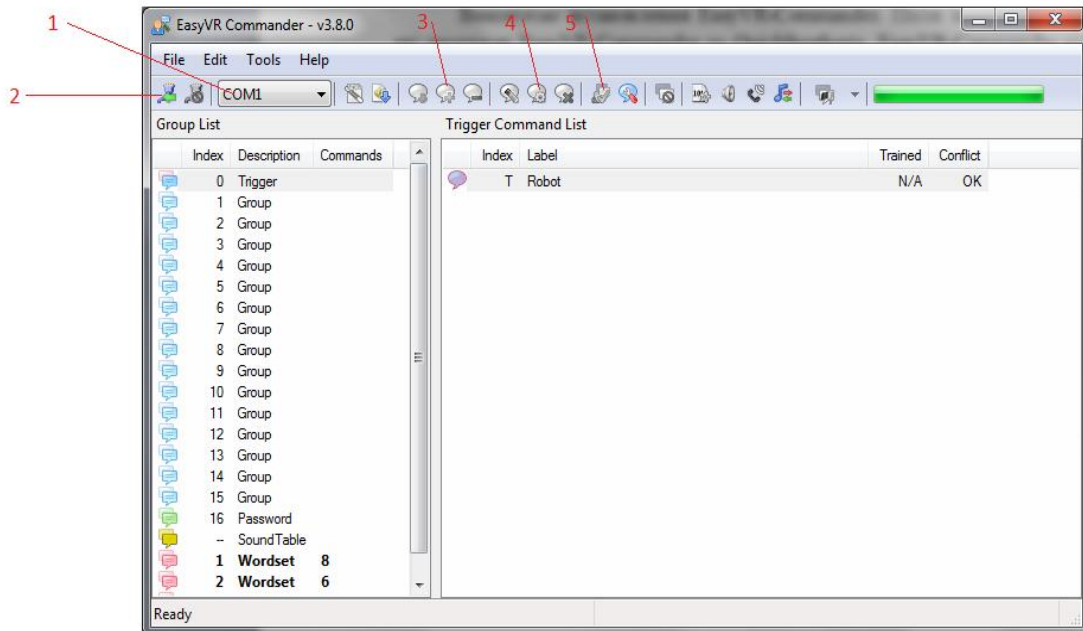 EasyVR Commander - v3.8.0
1
3
4
5
File Edit Tools Help
2
COM1
Group List
Trigger Command List
Index Description Commands
Index Label Trained Conflict
0 Trigger
T Robot N/A OK
1 Group
2 Group
3 Group
4 Group
5 Group
6 Group
7 Group
8 Group
9 Group
10 Group
11 Group
12 Group
13 Group
14 Group
15 Group
16 Password
-- SoundTable
1 Wordset 8
2 Wordset 6
Ready